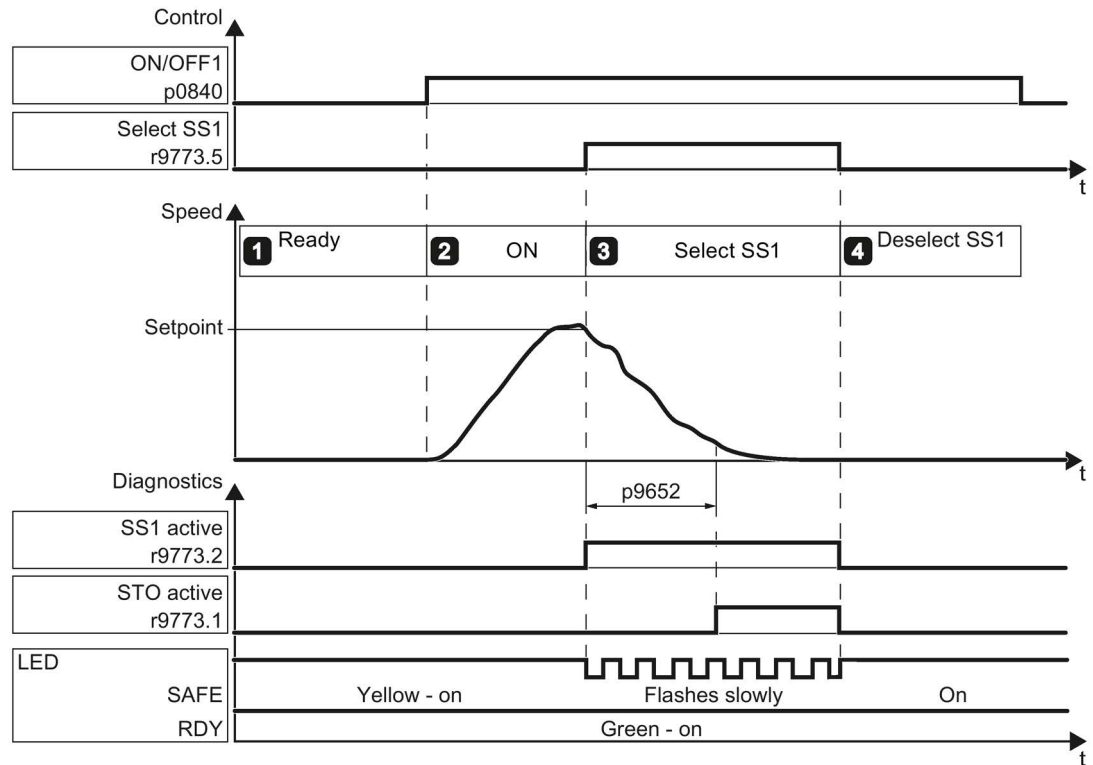 Control
ON/OFF1
p0840
Select SS1
r9773.5
t
Speed
1 Ready
2 ON
3 Select SS1
4 Deselect SS1
Setpoint
t
Diagnostics
p9652
SS1 active
r9773.2
STO active
r9773.1
LED
SAFE Yellow - on Flashes slowly On
RDY Green - on
t